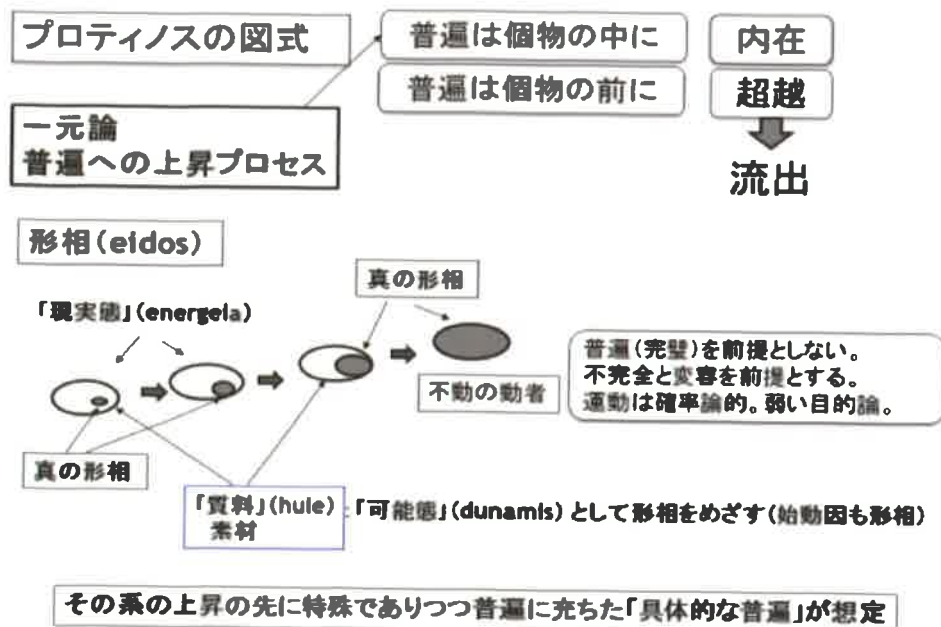 プロティノスの図式
普遍は個物の中に
内在
普遍は個物の前に
超越
一元論
普遍への上昇プロセス
流出
形相(eidos)
真の形相
「現実態」(energeia)
不動の動者
普遍(完璧)を前提としない。
不完全と変容を前提とする。
運動は確率論的。弱い目的論。
真の形相
「質料」(hule)
素材
「可能態」(dunamis)として形相をめざす(始動因も形相)
その系の上昇の先に特殊でありつつ普遍に充ちた「具体的な普遍」が想定